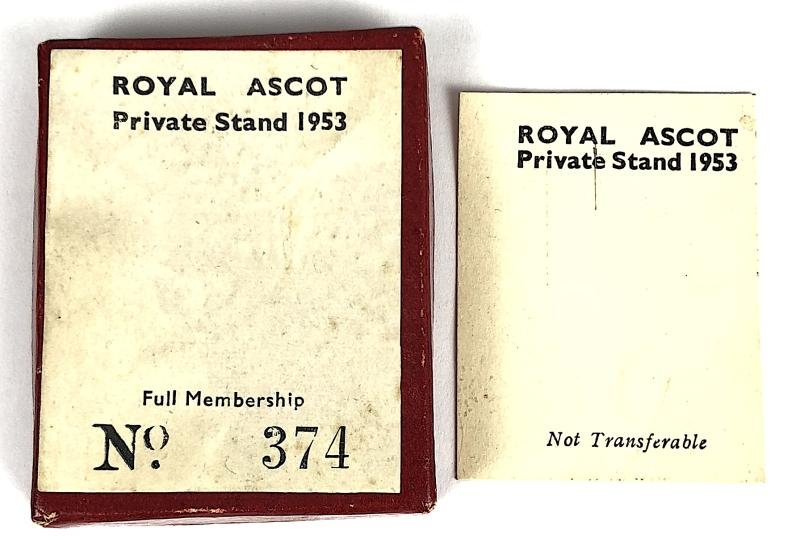 ROYAL ASCOT
Private Stand 1953
Full Membership
Nº. 374
ROYAL ASCOT
Private Stand 1953
Not Transferable